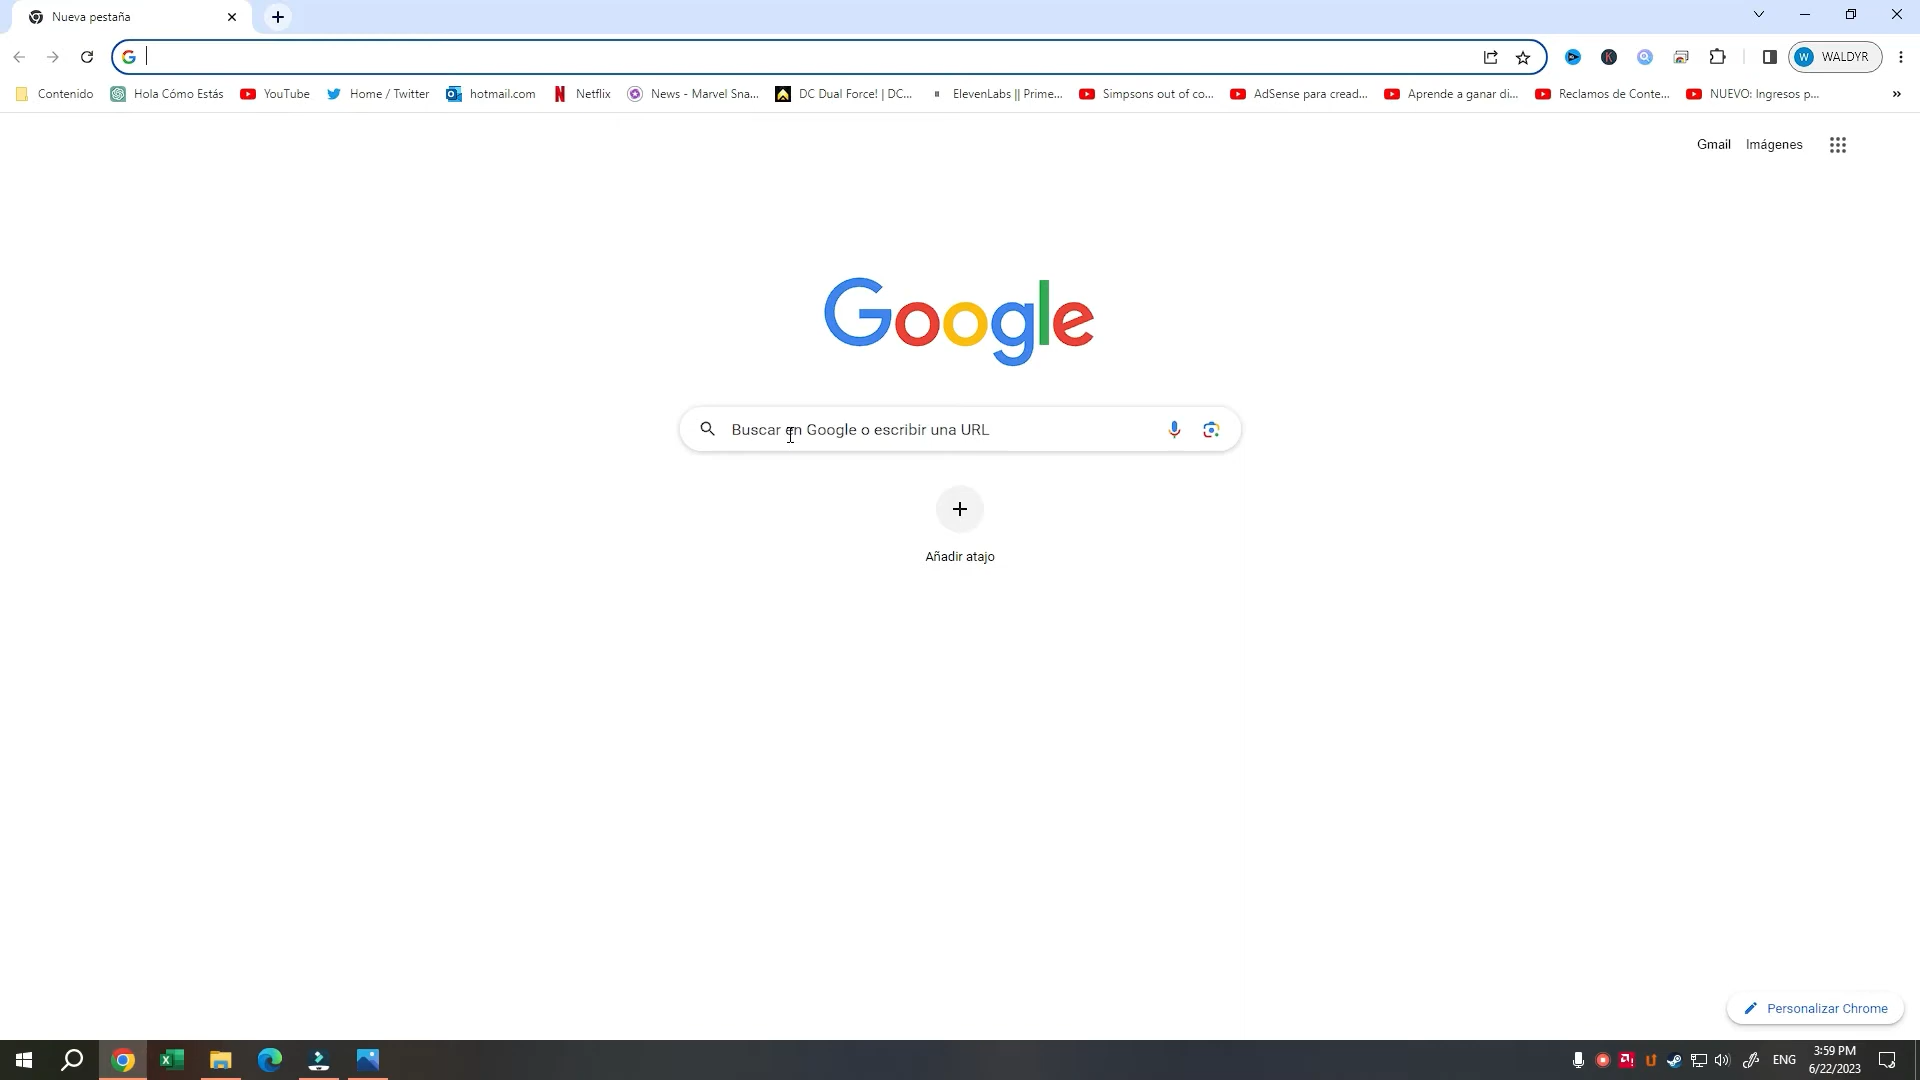 Nueva pestaña
WALDYR
Contenido
Hola Cómo Estás
YouTube
Home / Twitter
hotmail.com
Netflix
News - Marvel Sna...
DC Dual Force! | DC...
ElevenLabs || Prime...
Simpsons out of co...
AdSense para cread...
Aprende a ganar di...
Reclamos de Conte...
NUEVO: Ingresos p...
Gmail
Imágenes
Google
Buscar en Google o escribir una URL
Añadir atajo
Personalizar Chrome
ENG
3:59 PM
6/22/2023